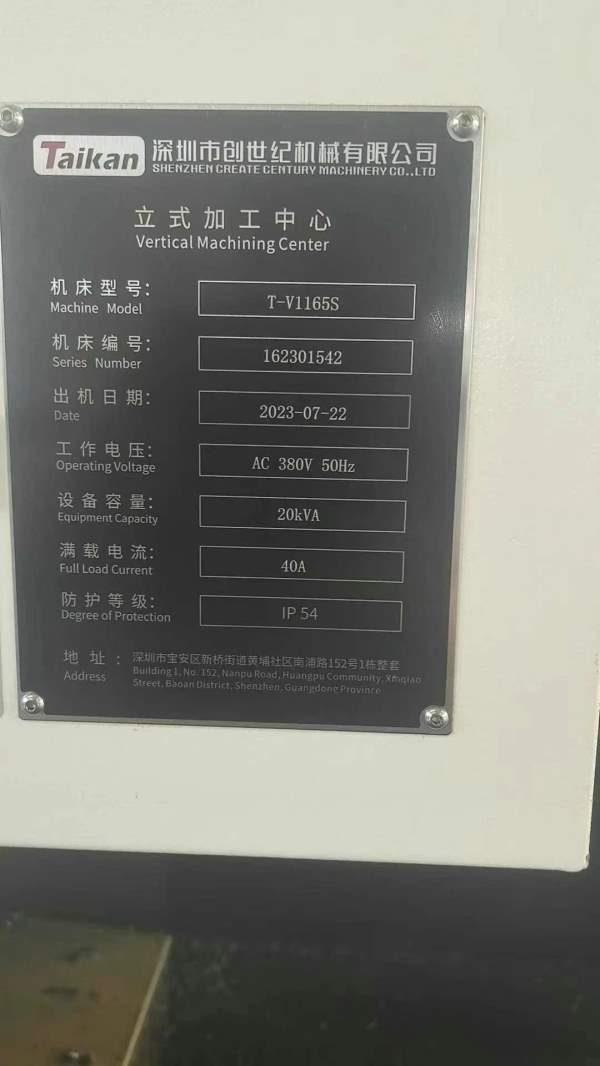 Taikan 深圳市创世纪机械有限公司
SHENZHEN CREATE CENTURY MACHINERY CO.,LTD
立式加工中心
Vertical Machining Center
机床型号: T-V1165S
Machine Model
机床编号: 162301542
Series Number
出机日期: 2023-07-22
Date
工作电压: AC 380V 50Hz
Operating Voltage
设备容量: 20kVA
Equipment Capacity
满载电流: 40A
Full Load Current
防护等级: IP 54
Degree of Protection
地址: 深圳市宝安区新桥街道黄埔社区南浦路152号1栋整套
Address Building 1, No. 152, Nanpu Road, Huangpu Community, Xinqiao
Street, Baoan District, Shenzhen, Guangdong Province